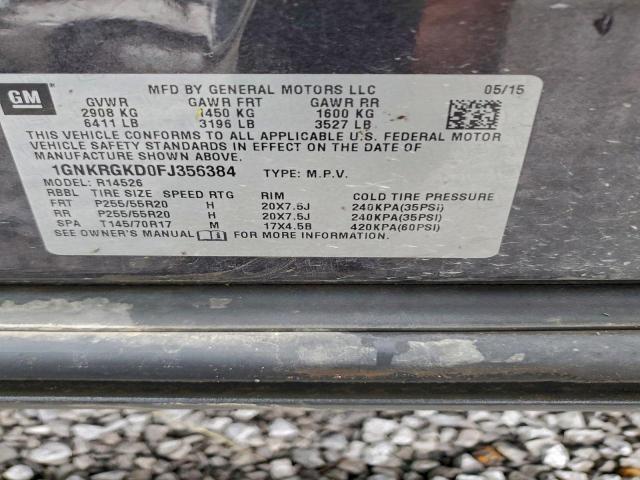 GM
MFD BY GENERAL MOTORS LLC 05/15
GVWR GAWR FRT GAWR RR
2908 KG 1450 KG 1600 KG
6411 LB 3196 LB 3527 LB
THIS VEHICLE CONFORMS TO ALL APPLICABLE U.S. FEDERAL MOTOR
VEHICLE SAFETY STANDARDS IN EFFECT ON THE DATE OF
MANUFACTURE SHOWN ABOVE.
1GNKRGKD0FJ356384 TYPE: M.P.V.
MODEL: R14526
RBBL TIRE SIZE SPEED RTG RIM COLD TIRE PRESSURE
FRT P255/55R20 H 20X7.5J 240KPA(35PSI)
RR P255/55R20 H 20X7.5J 240KPA(35PSI)
SPA T145/70R17 M 17X4.5B 420KPA(60PSI)
SEE OWNER'S MANUAL FOR MORE INFORMATION.